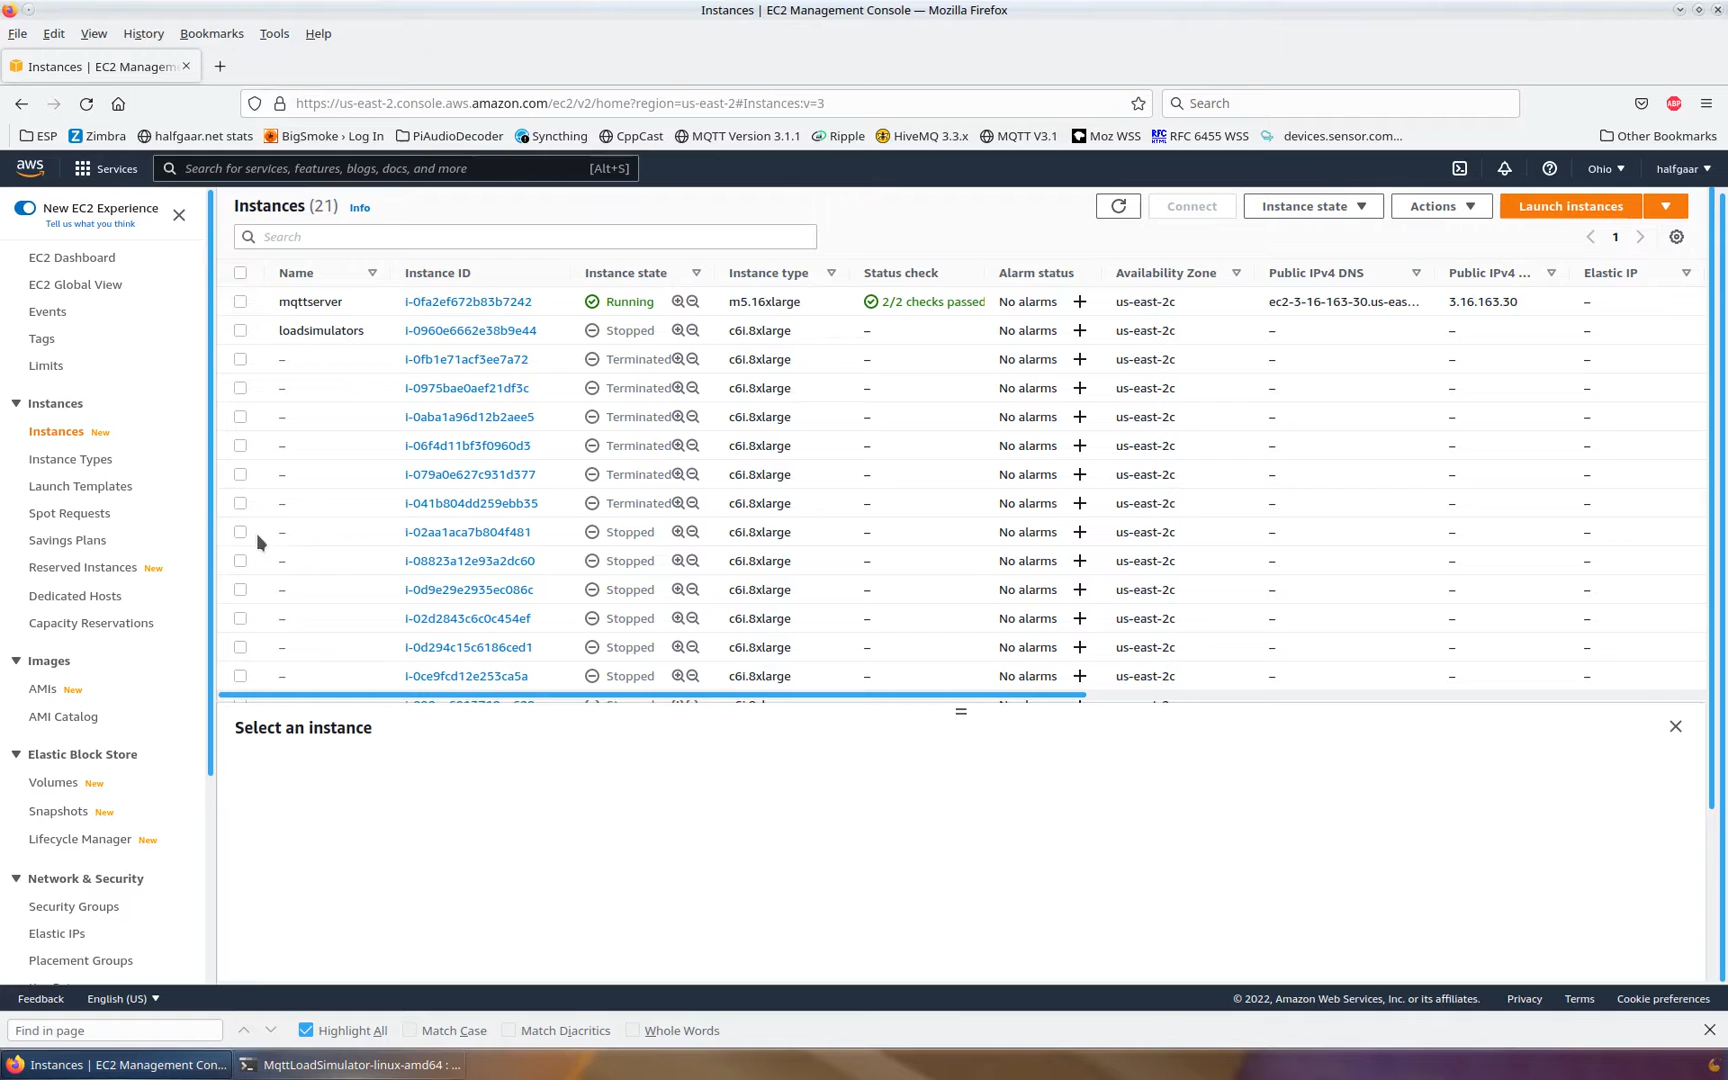 Instances | EC2 Management Console — Mozilla Firefox
File Edit View History Bookmarks Tools Help
Instances | EC2 Managem
https://us-east-2.console.aws.amazon.com/ec2/v2/home?region=us-east-2#Instances:v=3 Search ABP
ESP Zimbra halfgaar.net stats BigSmoke › Log In PiAudioDecoder Syncthing CppCast MQTT Version 3.1.1 Ripple HiveMQ 3.3.x MQTT V3.1 Moz WSS RFC 6455 WSS devices.sensor.com... Other Bookmarks
aws Services Search for services, features, blogs, docs, and more [Alt+S] Ohio halfgaar
New EC2 Experience
Tell us what you think
EC2 Dashboard
EC2 Global View
Events
Tags
Limits
Instances
Instances New
Instance Types
Launch Templates
Spot Requests
Savings Plans
Reserved Instances New
Dedicated Hosts
Capacity Reservations
Images
AMIs New
AMI Catalog
Elastic Block Store
Volumes New
Snapshots New
Lifecycle Manager New
Network & Security
Security Groups
Elastic IPs
Placement Groups
Instances (21) Info Connect Instance state Actions Launch instances
Search 1
Name Instance ID Instance state Instance type Status check Alarm status Availability Zone Public IPv4 DNS Public IPv4 ... Elastic IP
mqttserver i-0fa2ef672b83b7242 Running m5.16xlarge 2/2 checks passed No alarms + us-east-2c ec2-3-16-163-30.us-eas... 3.16.163.30 –
loadsimulators i-0960e6662e38b9e44 Stopped c6i.8xlarge – No alarms + us-east-2c – – –
– i-0fb1e71acf3ee7a72 Terminated c6i.8xlarge – No alarms + us-east-2c – – –
– i-0975bae0aef21df3c Terminated c6i.8xlarge – No alarms + us-east-2c – – –
– i-0aba1a96d12b2aee5 Terminated c6i.8xlarge – No alarms + us-east-2c – – –
– i-06f4d11bf3f0960d3 Terminated c6i.8xlarge – No alarms + us-east-2c – – –
– i-079a0e627c931d377 Terminated c6i.8xlarge – No alarms + us-east-2c – – –
– i-041b804dd259ebb35 Terminated c6i.8xlarge – No alarms + us-east-2c – – –
– i-02aa1aca7b804f481 Stopped c6i.8xlarge – No alarms + us-east-2c – – –
– i-08823a12e93a2dc60 Stopped c6i.8xlarge – No alarms + us-east-2c – – –
– i-0d9e29e2935ec086c Stopped c6i.8xlarge – No alarms + us-east-2c – – –
– i-02d2843c6c0c454ef Stopped c6i.8xlarge – No alarms + us-east-2c – – –
– i-0d294c15c6186ced1 Stopped c6i.8xlarge – No alarms + us-east-2c – – –
– i-0ce9fcd12e253ca5a Stopped c6i.8xlarge – No alarms + us-east-2c – – –
Select an instance
Feedback English (US) © 2022, Amazon Web Services, Inc. or its affiliates. Privacy Terms Cookie preferences
Find in page Highlight All Match Case Match Diacritics Whole Words
Instances | EC2 Management Con... MqttLoadSimulator-linux-amd64 : ...